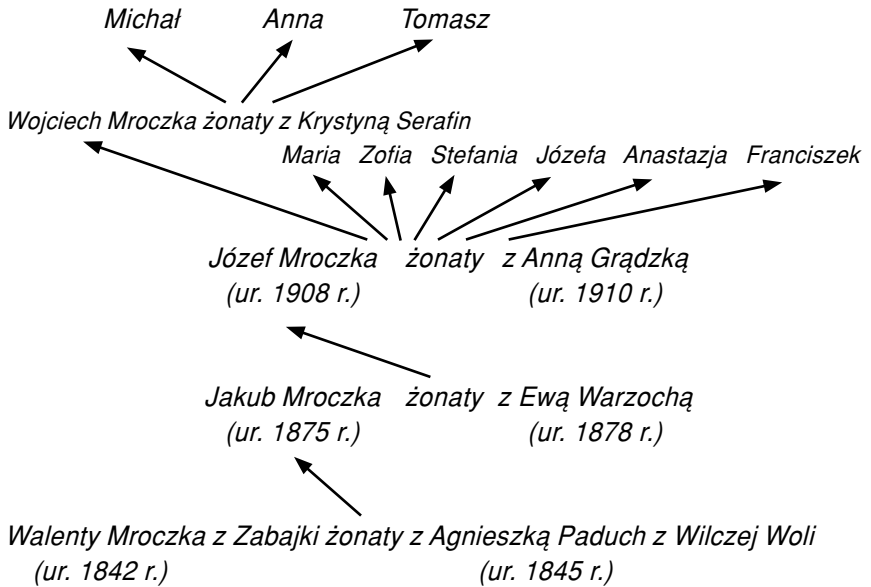 Michał Anna Tomasz
Wojciech Mroczka żonaty z Krystyną Serafin
Maria Zofia Stefania Józefa Anastazja Franciszek
Józef Mroczka żonaty z Anną Grądzką
(ur. 1908 r.) (ur. 1910 r.)
Jakub Mroczka żonaty z Ewą Warzochą
(ur. 1875 r.) (ur. 1878 r.)
Walenty Mroczka z Zabajki żonaty z Agnieszką Paduch z Wilczej Woli
(ur. 1842 r.) (ur. 1845 r.)